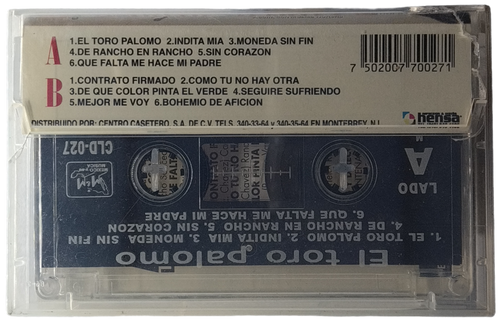 A
1.EL TORO PALOMO 2.INDITA MIA 3.MONEDA SIN FIN
4.DE RANCHO EN RANCHO 5.SIN CORAZON
6.QUE FALTA ME HACE MI PADRE
B
1.CONTRATO FIRMADO 2.COMO TU NO HAY OTRA
3.DE QUE COLOR PINTA EL VERDE 4.SEGUIRE SUFRIENDO
5.MEJOR ME VOY 6.BOHEMIO DE AFICION
7 502007 700271
hensa
DISTRIBUIDO POR: CENTRO CASETERO, S.A. DE C.V. TELS. 340-33-64 y 340-35-64 EN MONTERREY, N.L.
El toro palomo
1. EL TORO PALOMO 2. INDITA MIA 3. MONEDA SIN FIN
4. DE RANCHO EN RANCHO 5. SIN CORAZON
6. QUE FALTA ME HACE MI PADRE
LADO
A
CLD-027